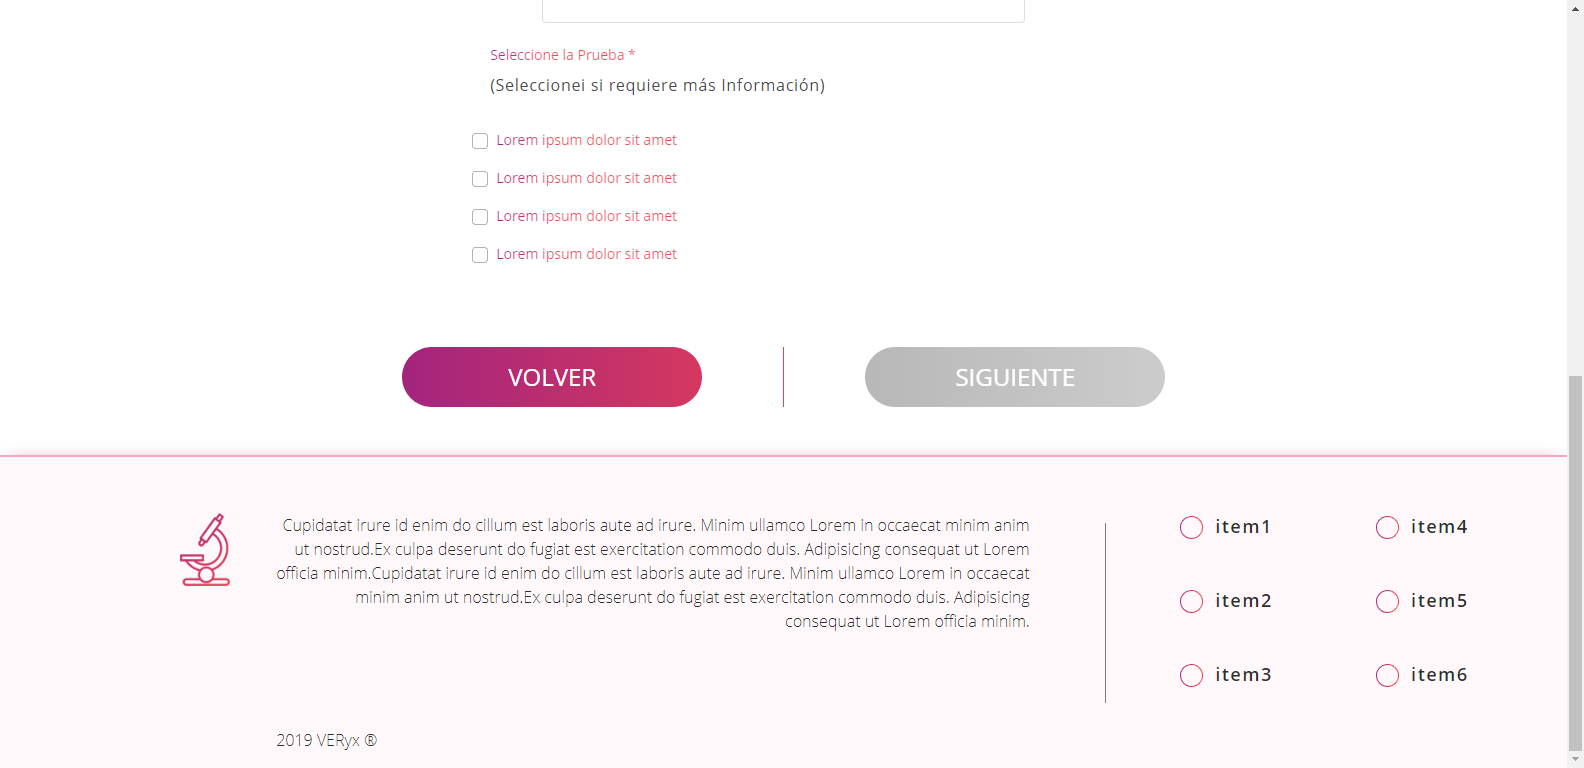 Seleccione la Prueba *
(Seleccionei si requiere más Información)
Lorem ipsum dolor sit amet
Lorem ipsum dolor sit amet
Lorem ipsum dolor sit amet
Lorem ipsum dolor sit amet
VOLVER
SIGUIENTE
Cupidatat irure id enim do cillum est laboris aute ad irure. Minim ullamco Lorem in occaecat minim anim
ut nostrud.Ex culpa deserunt do fugiat est exercitation commodo duis. Adipisicing consequat ut Lorem
officia minim.Cupidatat irure id enim do cillum est laboris aute ad irure. Minim ullamco Lorem in occaecat
minim anim ut nostrud.Ex culpa deserunt do fugiat est exercitation commodo duis. Adipisicing
consequat ut Lorem officia minim.
item1
item4
item2
item5
item3
item6
2019 VERyx ®